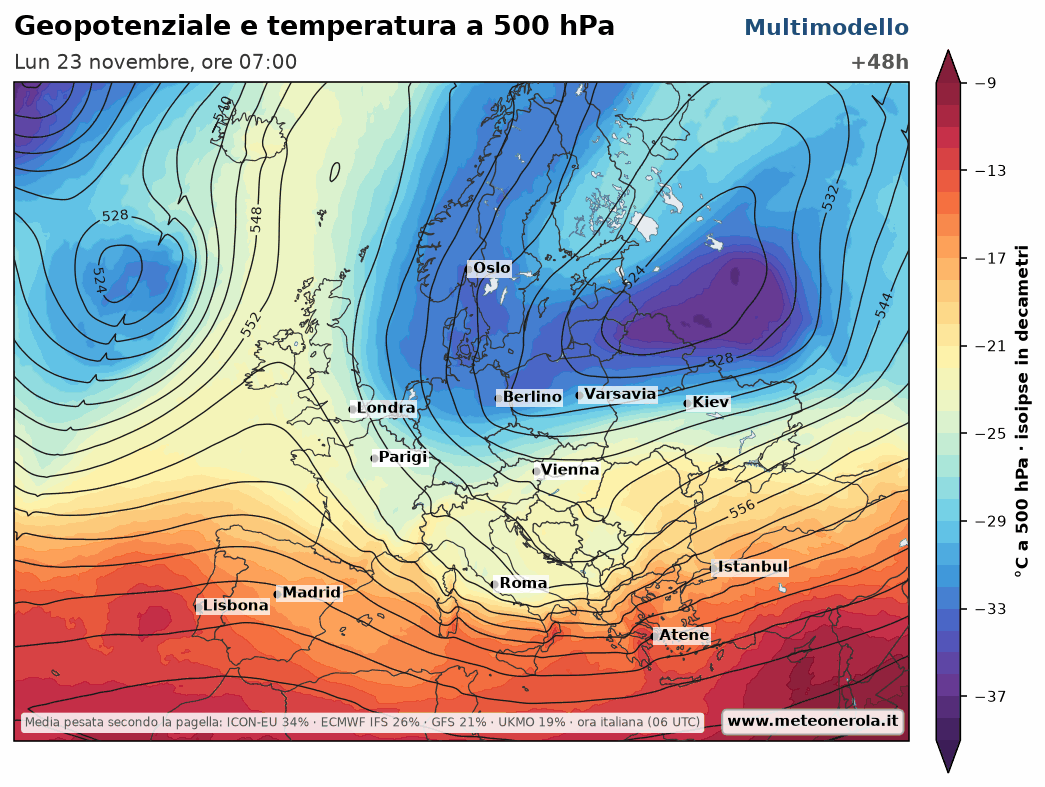 Geopotenziale e temperatura a 500 hPa
Multimodello
Lun 23 novembre, ore 07:00
+48h
540
528
548
524
552
532
524
544
528
556
Oslo
Londra
Berlino
Varsavia
Kiev
Parigi
Vienna
Roma
Istanbul
Madrid
Lisbona
Atene
−9
−13
−17
−21
−25
−29
−33
−37
°C a 500 hPa · isoipse in decametri
Media pesata secondo la pagella: ICON-EU 34% · ECMWF IFS 26% · GFS 21% · UKMO 19% · ora italiana (06 UTC)
www.meteonerola.it